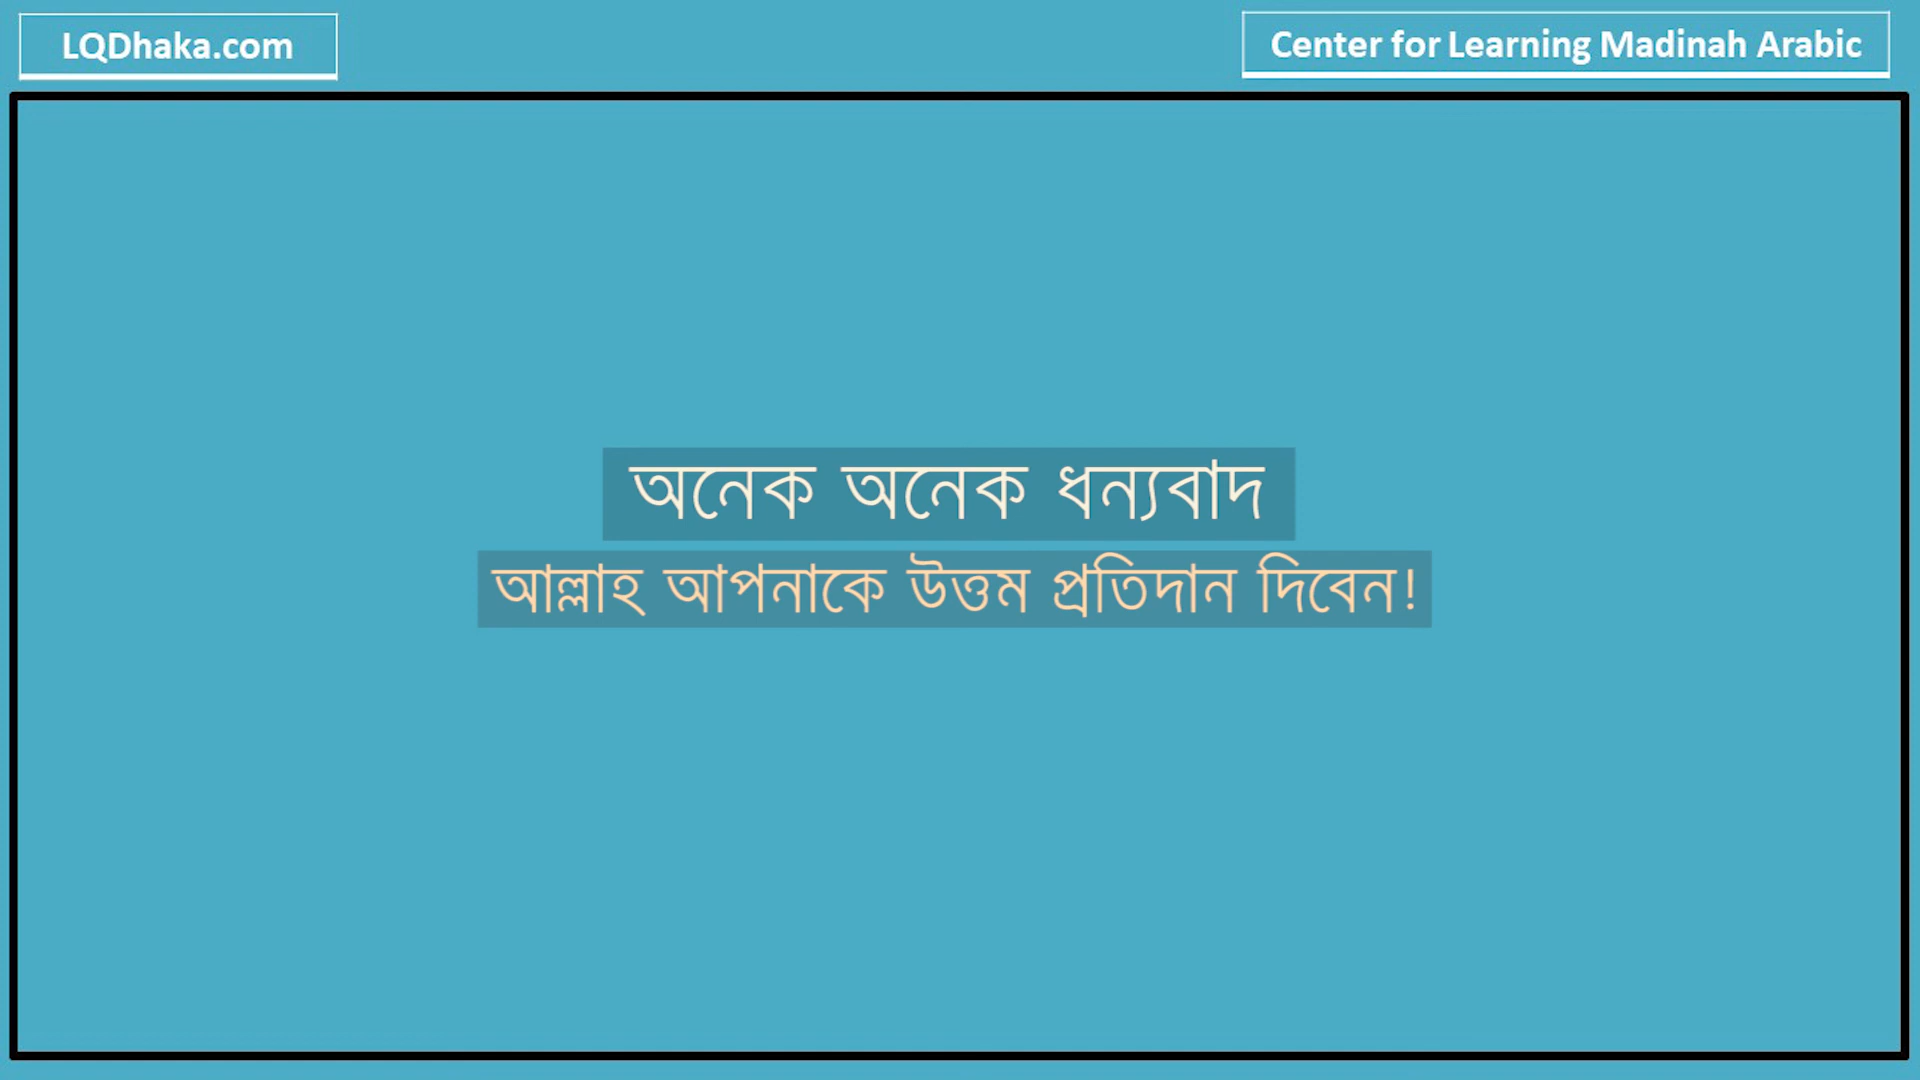 LQDhaka.com
Center for Learning Madinah Arabic
অনেক অনেক ধন্যবাদ
আল্লাহ আপনাকে উত্তম প্রতিদান দিবেন!